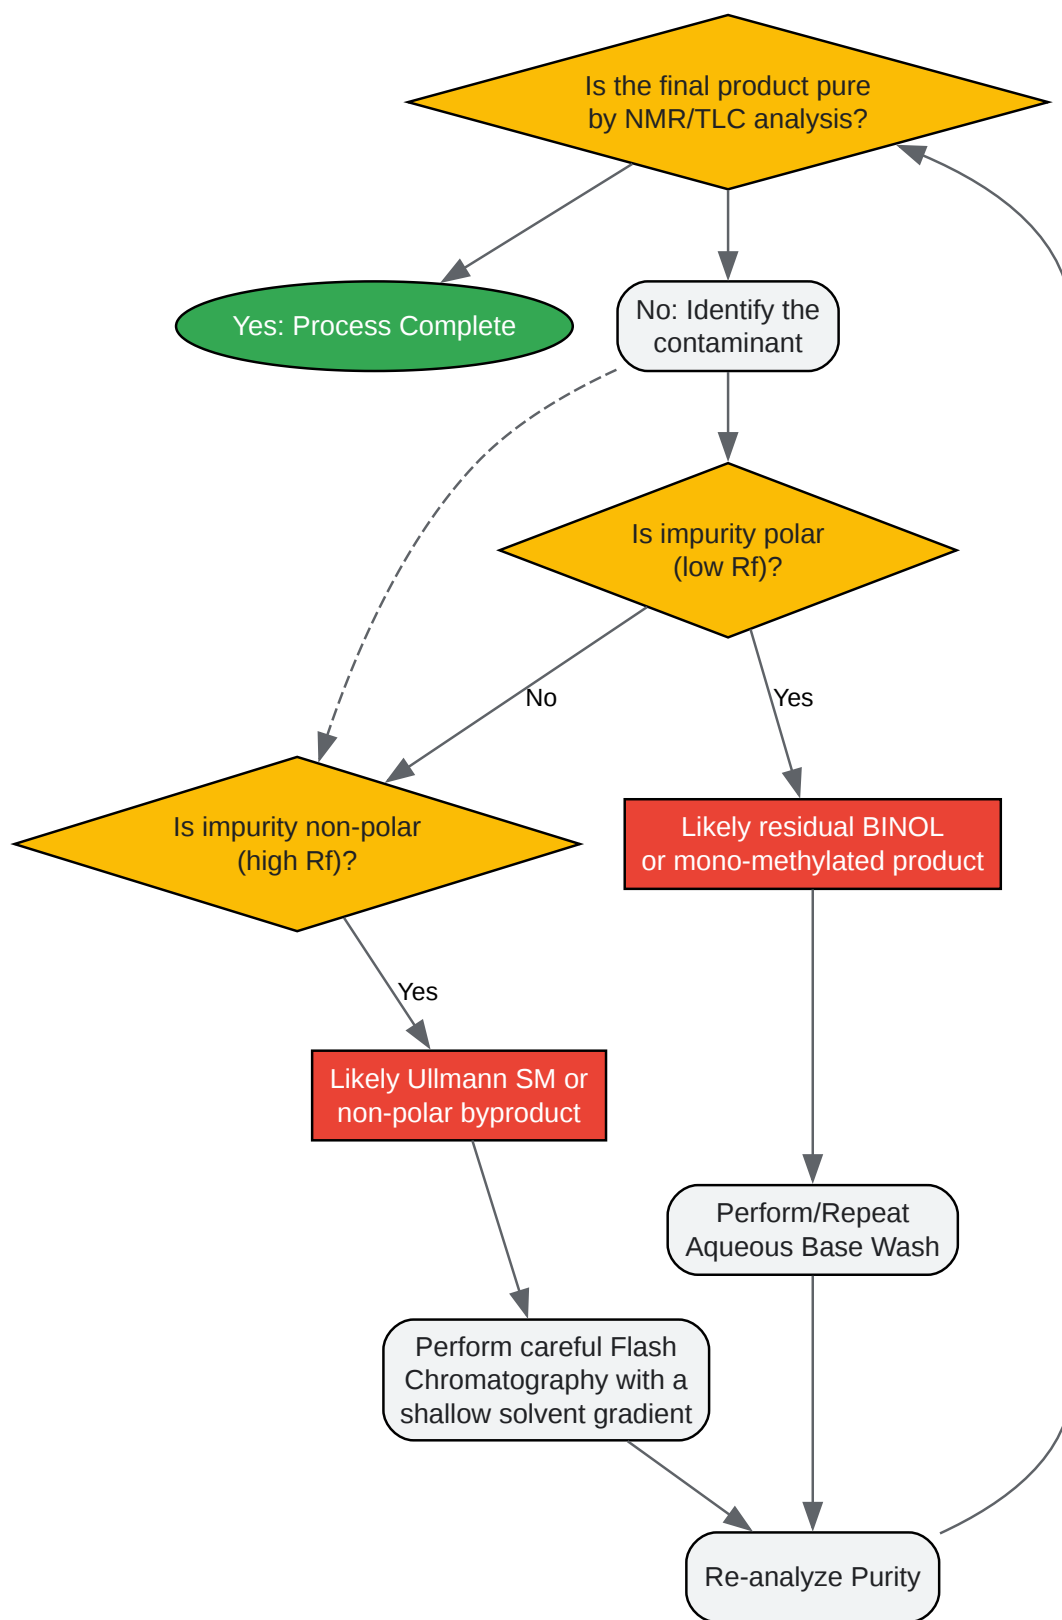 Is the final product pure
by NMR/TLC analysis?
Yes: Process Complete
No: Identify the
contaminant
Is impurity polar
(low Rf)?
No
Yes
Is impurity non-polar
(high Rf)?
Likely residual BINOL
or mono-methylated product
Yes
Likely Ullmann SM or
non-polar byproduct
Perform/Repeat
Aqueous Base Wash
Perform careful Flash
Chromatography with a
shallow solvent gradient
Re-analyze Purity